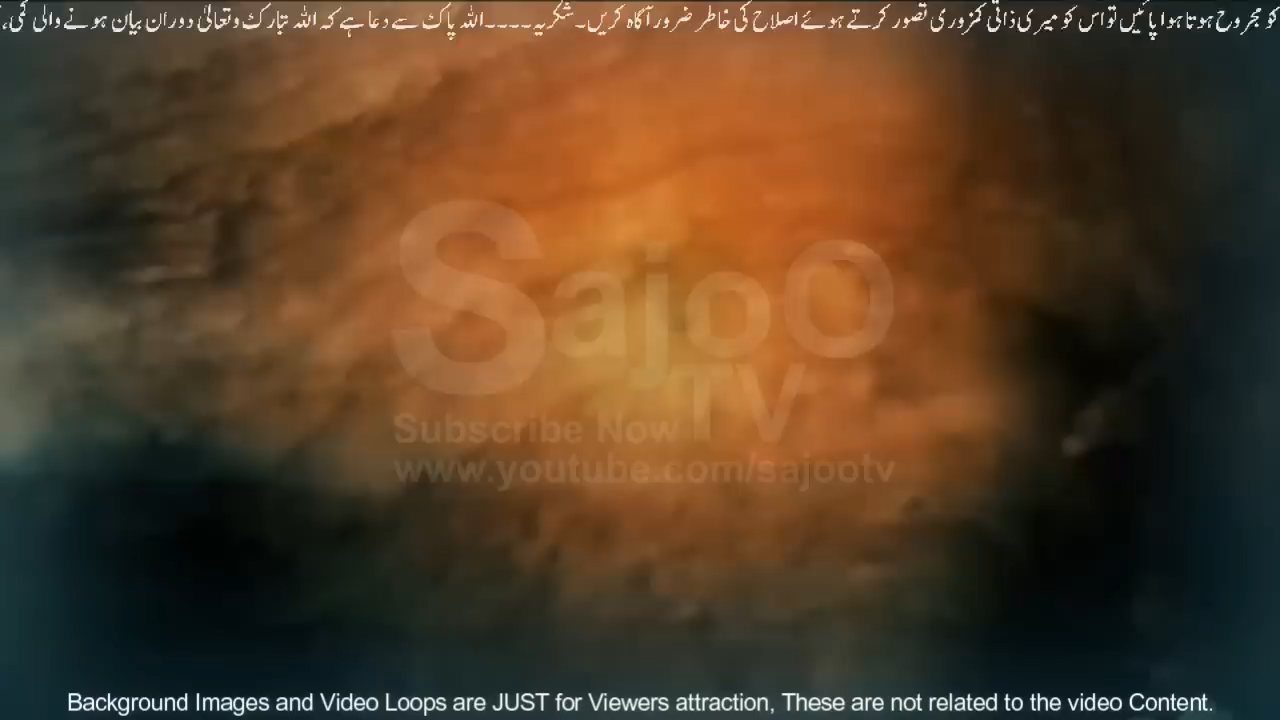 کو مجروح ہوتا ہوا پائیں تو اس کو میری ذاتی کمزوری تصور کرتے ہوئے اصلاح کی خاطر ضرور آگاہ کریں۔ شکریہ۔۔۔۔اللہ پاک سے دعا ہے کہ اللہ تبارک وتعالیٰ دوران بیان ہونے والی کمی،
SajoO
TV
Subscribe Now
www.youtube.com/sajootv
Background Images and Video Loops are JUST for Viewers attraction, These are not related to the video Content.